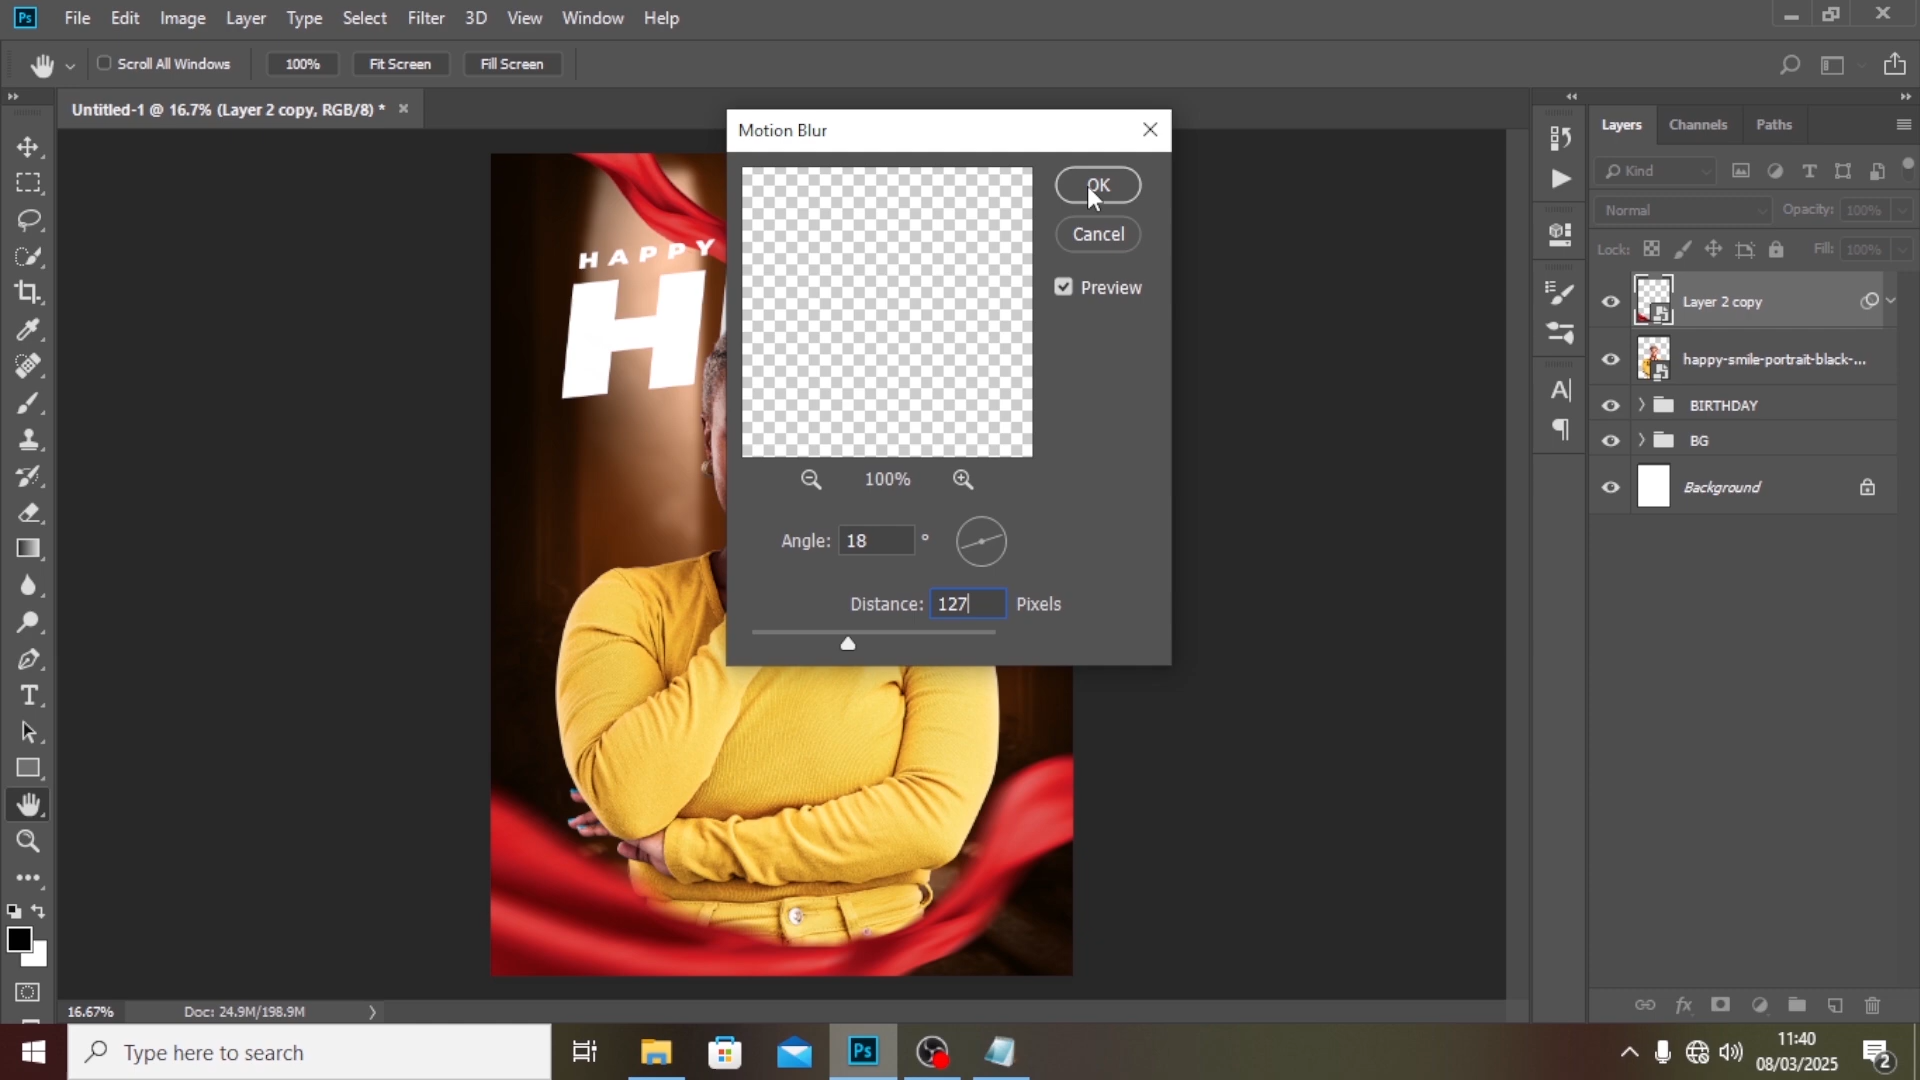 Ps File Edit Image Layer Type Select Filter 3D View Window Help
Scroll All Windows 100% Fit Screen Fill Screen
Untitled-1 @ 16.7% (Layer 2 copy, RGB/8) *
HAPPY
H
Motion Blur
OK
Cancel
Preview
100%
Angle: 18 °
Distance: 127 Pixels
Layers Channels Paths
Kind
Normal Opacity: 100%
Lock: Fill: 100%
Layer 2 copy
happy-smile-portrait-black-...
BIRTHDAY
BG
Background
16.67% Doc: 24.9M/198.9M
Type here to search
Ps
11:40
08/03/2025
2